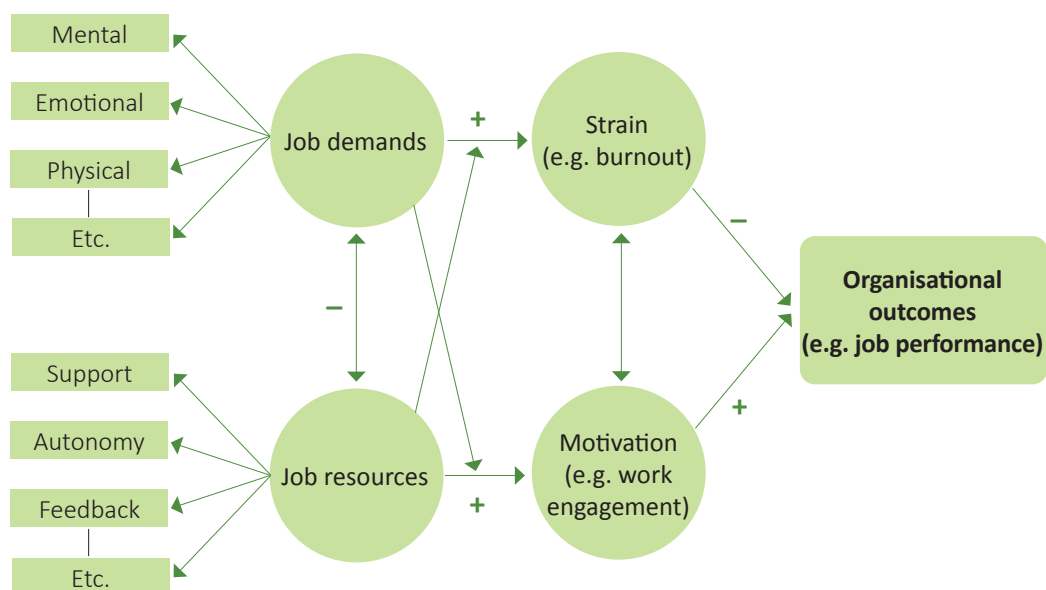 Mental
Emotional
Physical
Etc.
Job demands
+
Strain
(e.g. burnout)
–
–
Organisational
outcomes
(e.g. job performance)
Support
Autonomy
Feedback
Etc.
Job resources
+
Motivation
(e.g. work
engagement)
+